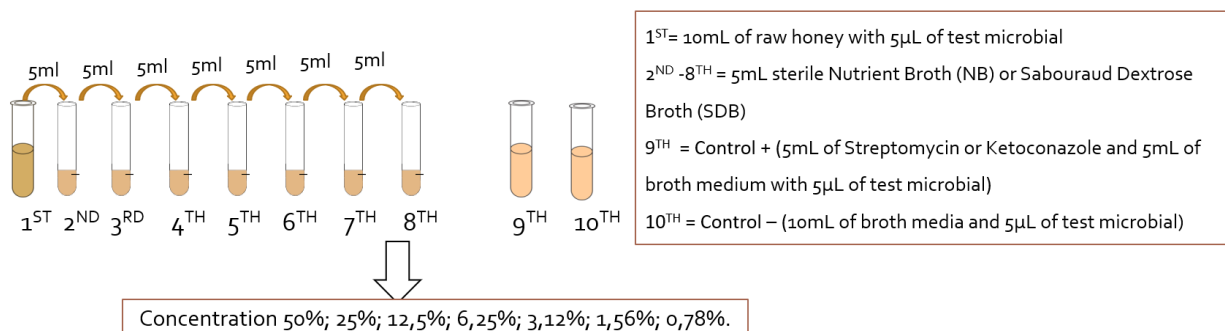 5ml 5ml 5ml 5ml 5ml 5ml 5ml
1ST 2ND 3RD 4TH 5TH 6TH 7TH 8TH 9TH 10TH
Concentration 50%; 25%; 12,5%; 6,25%; 3,12%; 1,56%; 0,78%.
1ST= 10mL of raw honey with 5µL of test microbial
2ND -8TH = 5mL sterile Nutrient Broth (NB) or Sabouraud Dextrose
Broth (SDB)
9TH = Control + (5mL of Streptomycin or Ketoconazole and 5mL of
broth medium with 5µL of test microbial)
10TH = Control – (10mL of broth media and 5µL of test microbial)